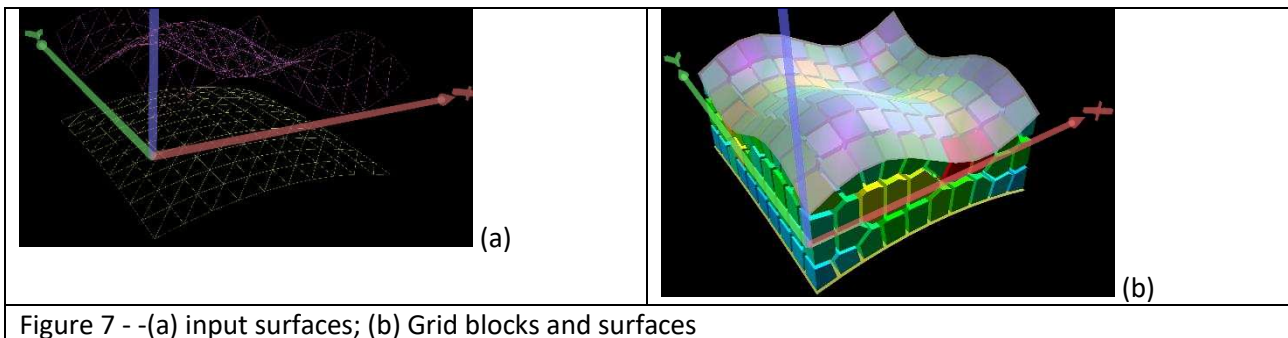 Y
X
(a)
Y
X
(b)
Figure 7 - -(a) input surfaces; (b) Grid blocks and surfaces